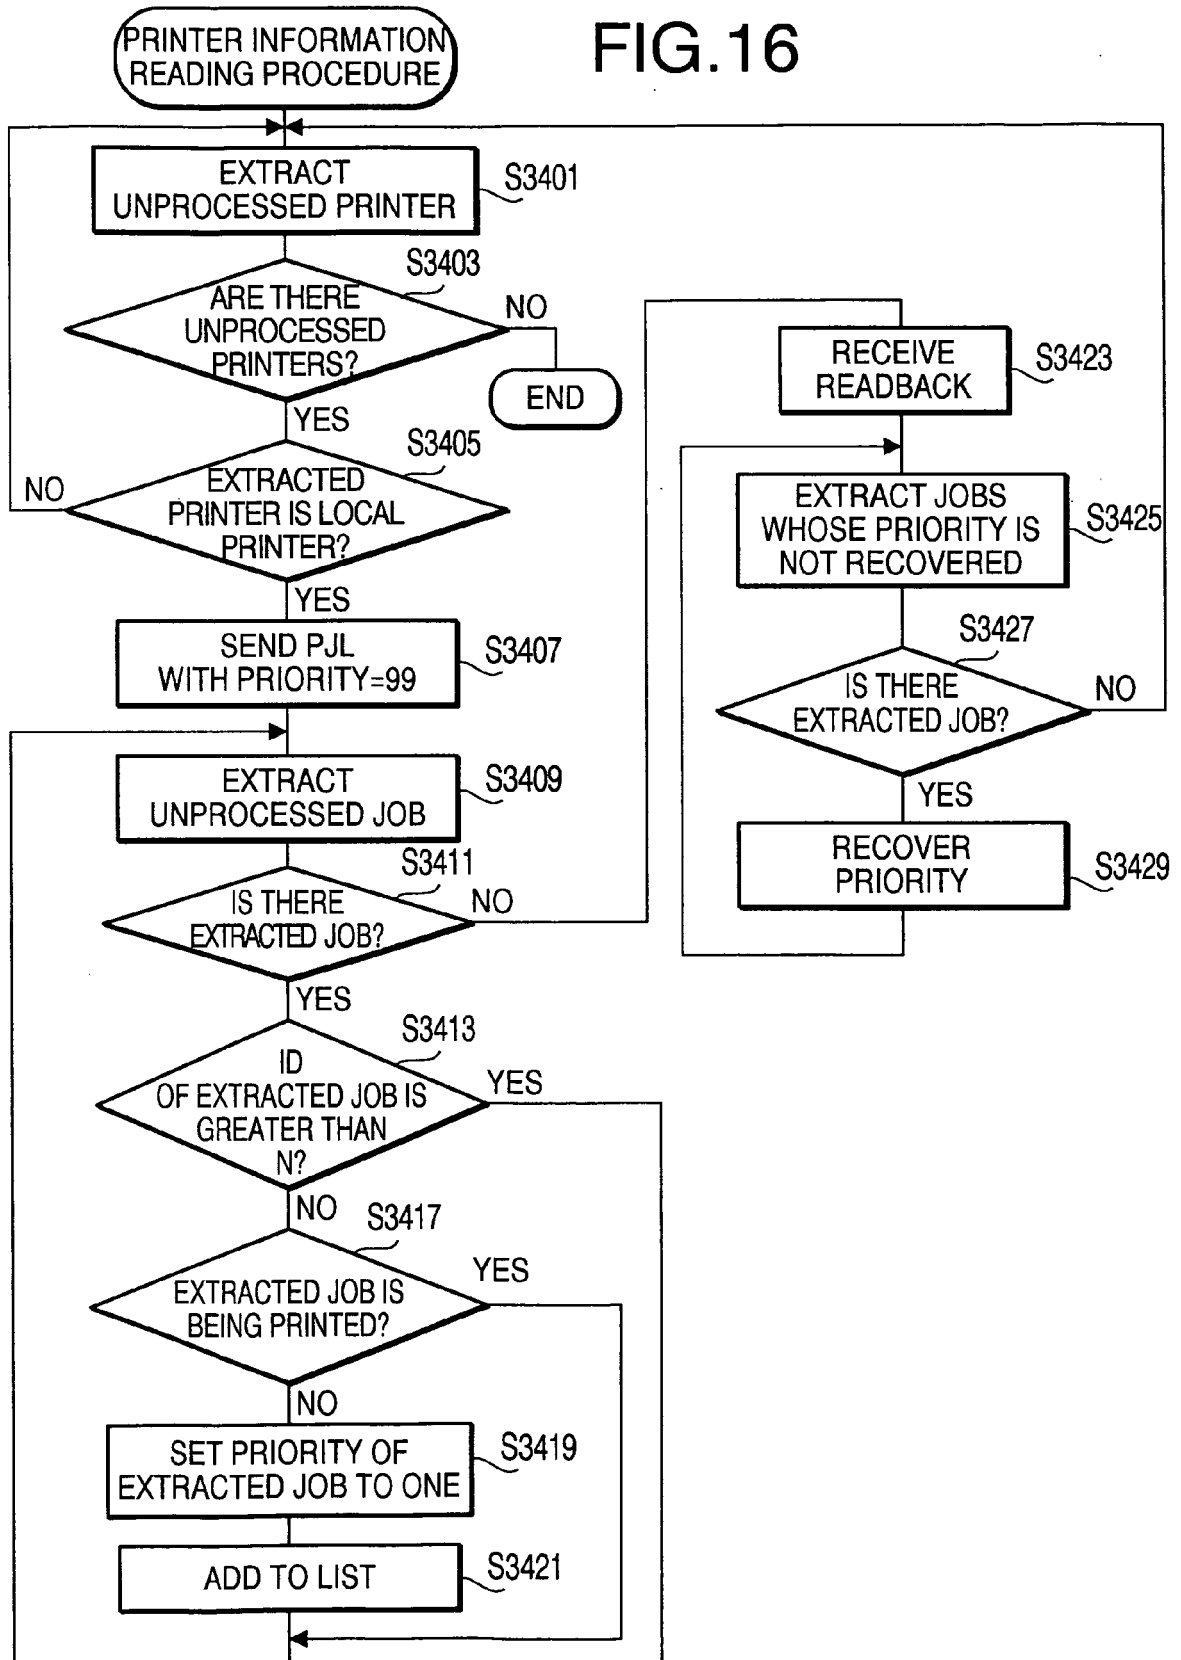 FIG.16
PRINTER INFORMATION
READING PROCEDURE
EXTRACT
UNPROCESSED PRINTER
S3401
S3403
ARE THERE
UNPROCESSED
PRINTERS?
NO
END
YES
S3405
EXTRACTED
PRINTER IS LOCAL
PRINTER?
NO
YES
SEND PJL
WITH PRIORITY=99
S3407
EXTRACT
UNPROCESSED JOB
S3409
S3411
IS THERE
EXTRACTED JOB?
NO
YES
S3413
ID
OF EXTRACTED JOB IS
GREATER THAN
N?
YES
NO
S3417
EXTRACTED JOB IS
BEING PRINTED?
YES
NO
SET PRIORITY OF
EXTRACTED JOB TO ONE
S3419
ADD TO LIST
S3421
RECEIVE
READBACK
S3423
EXTRACT JOBS
WHOSE PRIORITY IS
NOT RECOVERED
S3425
S3427
IS THERE
EXTRACTED JOB?
NO
YES
RECOVER
PRIORITY
S3429